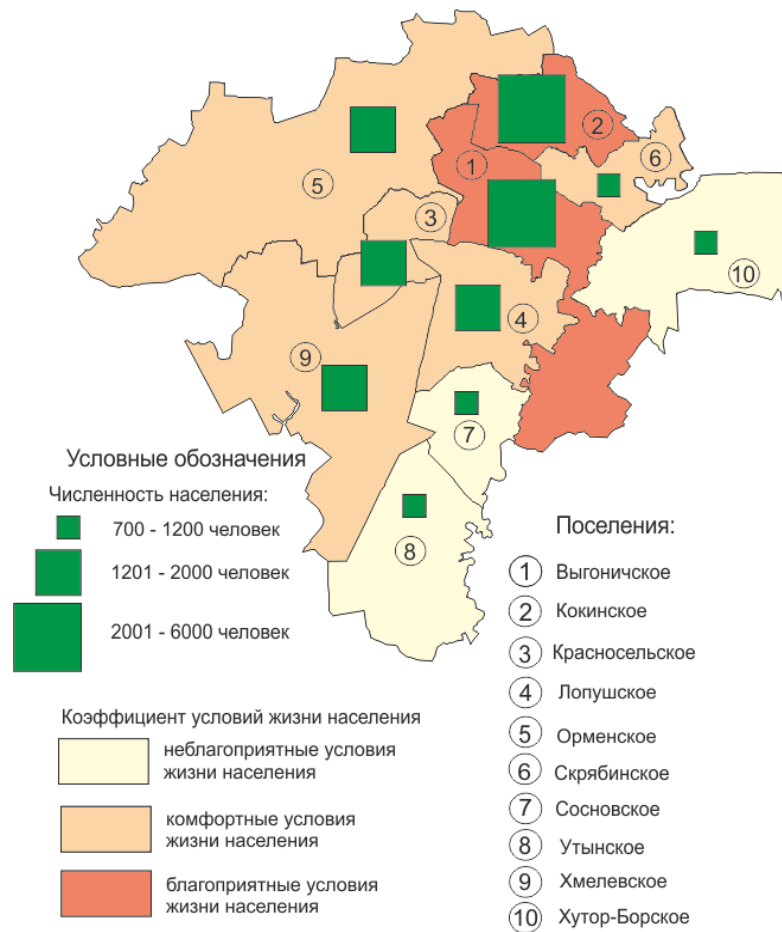 2
1
6
5
3
10
4
9
7
8
Условные обозначения
Численность населения:
700 - 1200 человек
1201 - 2000 человек
2001 - 6000 человек
Коэффициент условий жизни населения
неблагоприятные условия
жизни населения
комфортные условия
жизни населения
благоприятные условия
жизни населения
Поселения:
1 Выгоничское
2 Кокинское
3 Красносельское
4 Лопушское
5 Орменское
6 Скрябинское
7 Сосновское
8 Утынское
9 Хмелевское
10 Хутор-Борское